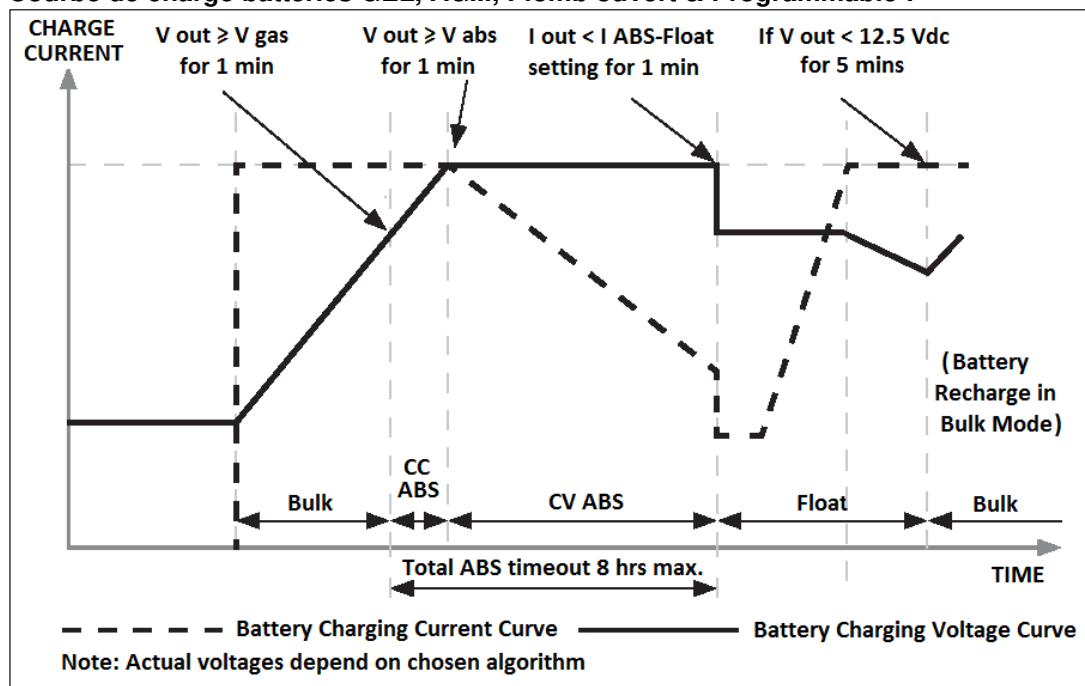 Courbe de charge batteries GEL, AGM, Plomb ouvert & Programmable :
CHARGE
CURRENT
V out ⩾ V gas
for 1 min
V out ⩾ V abs
for 1 min
I out < I ABS-Float
setting for 1 min
If V out < 12.5 Vdc
for 5 mins
(Battery
Recharge in
Bulk Mode)
Bulk
CC
ABS
CV ABS
Float
Bulk
Total ABS timeout 8 hrs max.
TIME
Battery Charging Current Curve
Battery Charging Voltage Curve
Note: Actual voltages depend on chosen algorithm